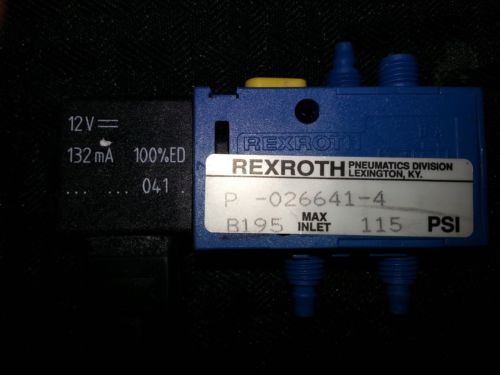 12V⎓
132mA 100%ED
... ... .. 041 .
REXROTH
REXROTH PNEUMATICS DIVISION
LEXINGTON, KY.
P -026641-4
B195 MAX INLET 115 PSI